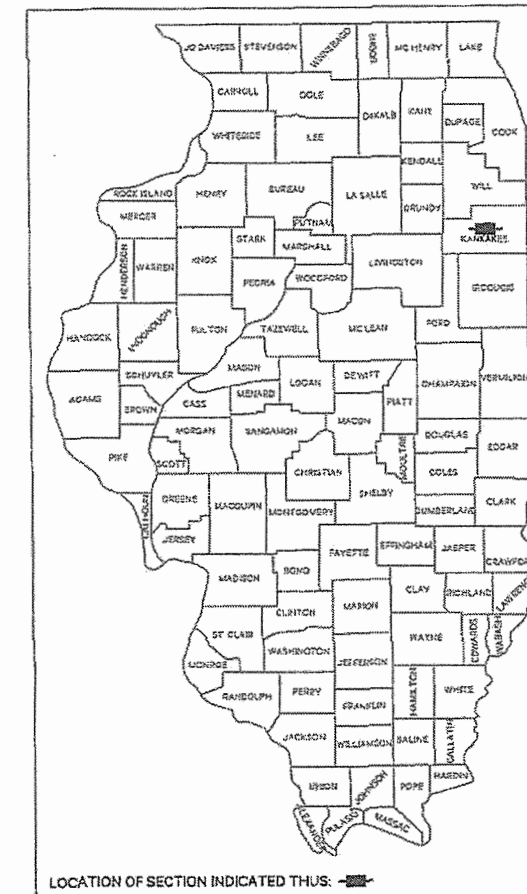 JO DAVIESS STEVENSON WINNEBAGO BOONE MC HENRY LAKE
CARROLL OGLE
DEKALB KANE DUPAGE COOK
WHITESIDE LEE
KENDALL
WILL
ROCK ISLAND HENRY BUREAU LA SALLE GRUNDY
MERCER PUTNAM
STARK KANKAKEE
HENDERSON WARREN KNOX MARSHALL LIVINGSTON
PEORIA WOODFORD IROQUOIS
HANCOCK MCDONOUGH FULTON TAZEWELL MCLEAN FORD
SCHUYLER MASON DEWITT
ADAMS CASS MENARD LOGAN CHAMPAIGN VERMILION
BROWN PIATT
MORGAN SANGAMON MACON DOUGLAS
PIKE SCOTT CHRISTIAN MOULTRIE COLES EDGAR
SHELBY
CALHOUN GREENE MACOUPIN MONTGOMERY CUMBERLAND CLARK
JERSEY
FAYETTE EFFINGHAM JASPER CRAWFORD
MADISON BOND
CLAY RICHLAND LAWRENCE
CLINTON MARION
ST CLAIR WAYNE EDWARDS WABASH
MONROE WASHINGTON JEFFERSON
RANDOLPH PERRY HAMILTON WHITE
FRANKLIN
JACKSON WILLIAMSON SALINE GALLATIN
UNION JOHNSON POPE HARDIN
ALEXANDER PULASKI MASSAC
LOCATION OF SECTION INDICATED THUS: